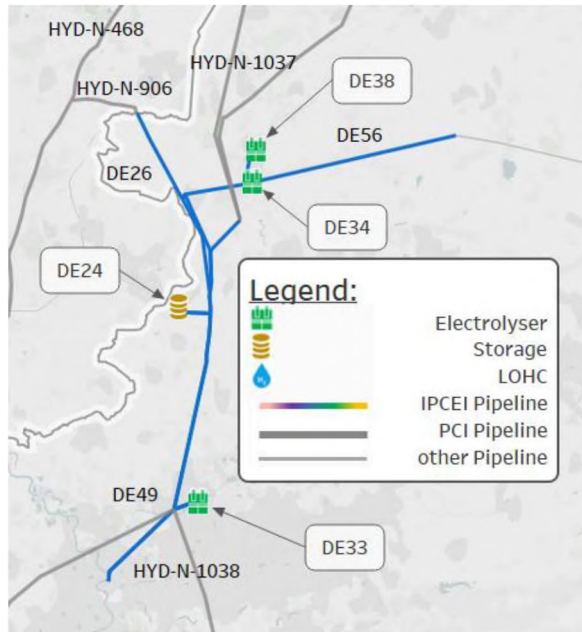 HYD-N-468
HYD-N-1037
DE38
HYD-N-906
DE56
DE26
DE34
DE24
Legend:
Electrolyser
Storage
H₂
LOHC
IPCEI Pipeline
PCI Pipeline
other Pipeline
DE49
DE33
HYD-N-1038